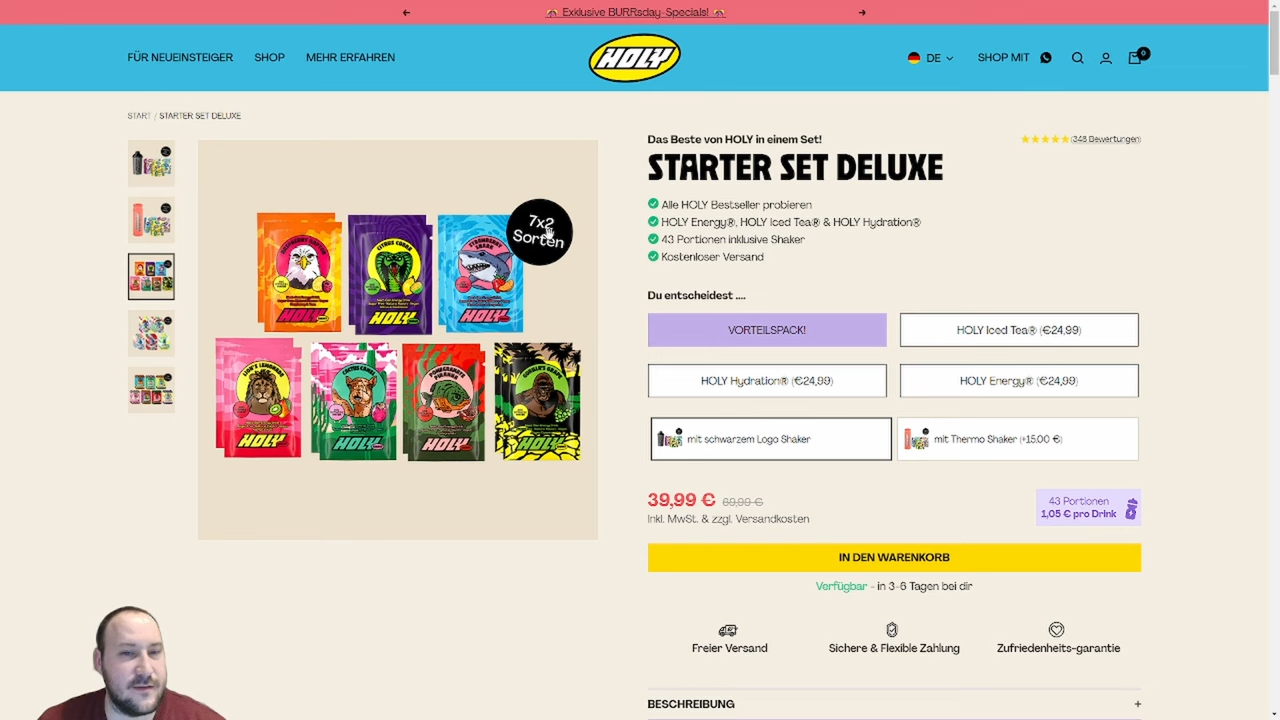 Exklusive BURRsday-Specials!
FÜR NEUEINSTEIGER
SHOP
MEHR ERFAHREN
HOLY
DE
SHOP MIT
0
START / STARTER SET DELUXE
Das Beste von HOLY in einem Set!
(348 Bewertungen)
STARTER SET DELUXE
Alle HOLY Bestseller probieren
HOLY Energy®, HOLY Iced Tea® & HOLY Hydration®
43 Portionen inklusive Shaker
Kostenloser Versand
7x2
Sorten
HOLY
HOLY
HOLY
HOLY
HOLY
HOLY
HOLY
Du entscheidest ....
VORTEILSPACK!
HOLY Iced Tea® (€24,99)
HOLY Hydration® (€24,99)
HOLY Energy® (€24,99)
mit schwarzem Logo Shaker
mit Thermo Shaker (+15.00 €)
39,99 € 69,99 €
Inkl. MwSt. & zzgl. Versandkosten
43 Portionen
1,05 € pro Drink
IN DEN WARENKORB
Verfügbar - in 3-6 Tagen bei dir
Freier Versand
Sichere & Flexible Zahlung
Zufriedenheits-garantie
BESCHREIBUNG
+